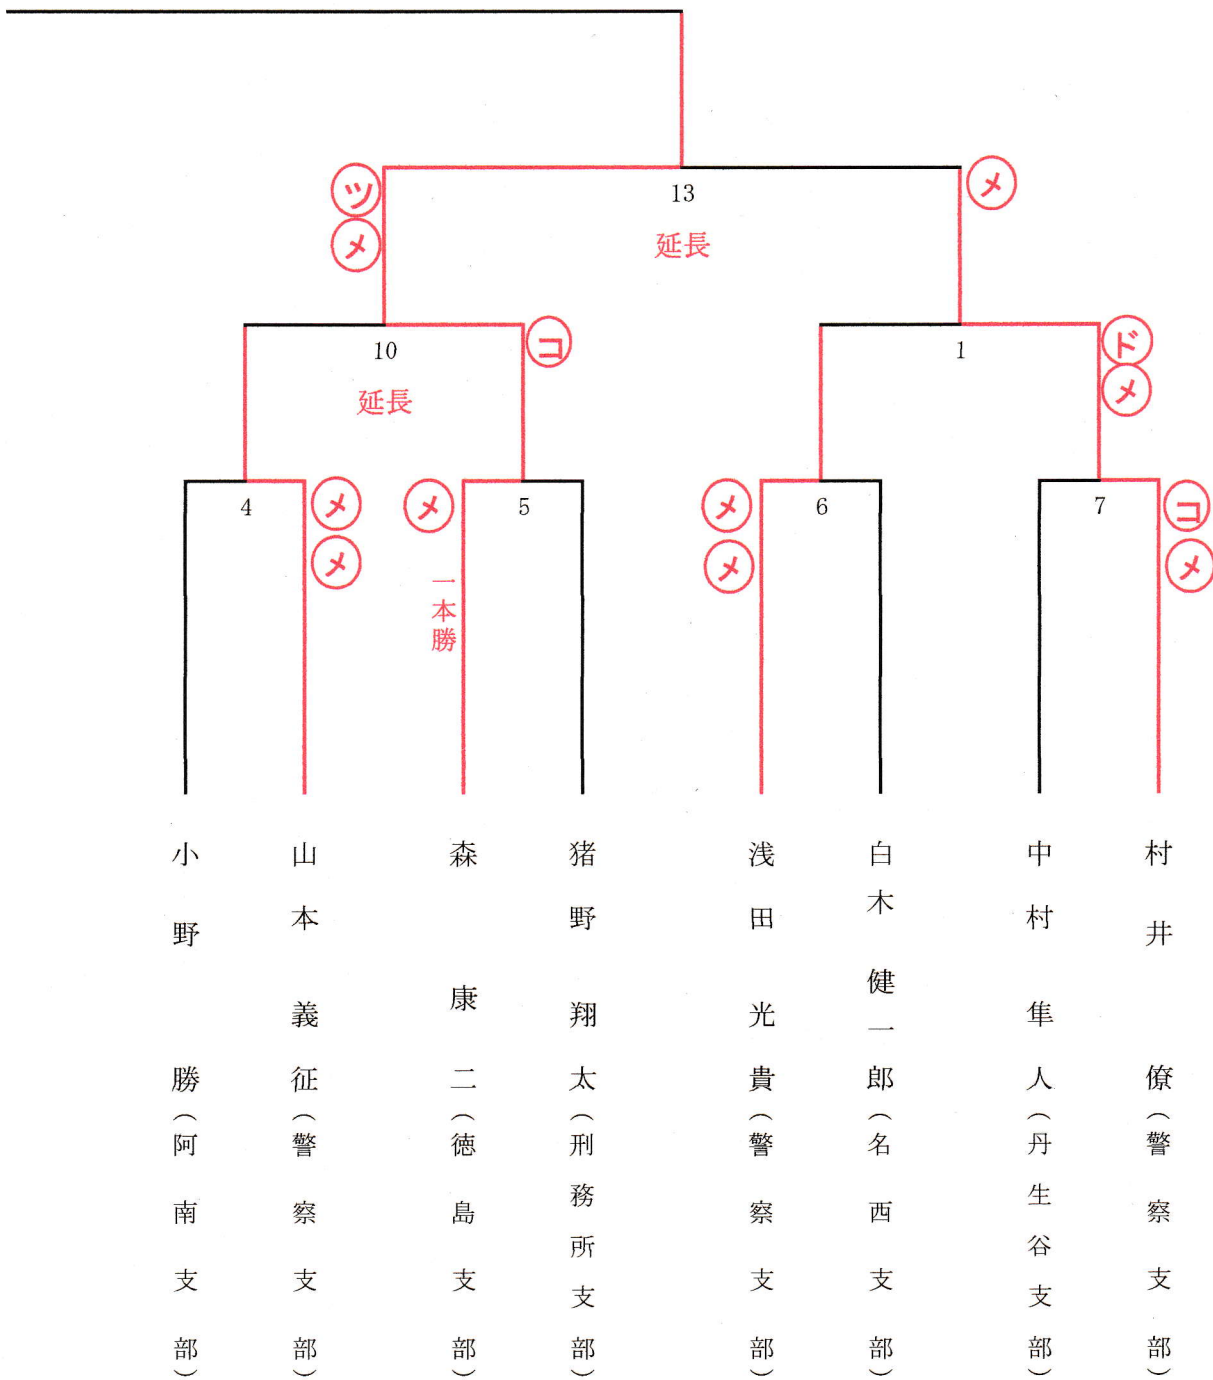 13
延長
ツ
メ
メ
10
延長
コ
1
ド
メ
4
メ
メ
メ
一本勝
5
メ
メ
6
7
コ
メ
小野 勝(阿南支部)
山本義征(警察支部)
森 康二(徳島支部)
猪野翔太(刑務所支部)
浅田光貴(警察支部)
白木健一郎(名西支部)
中村隼人(丹生谷支部)
村井 僚(警察支部)